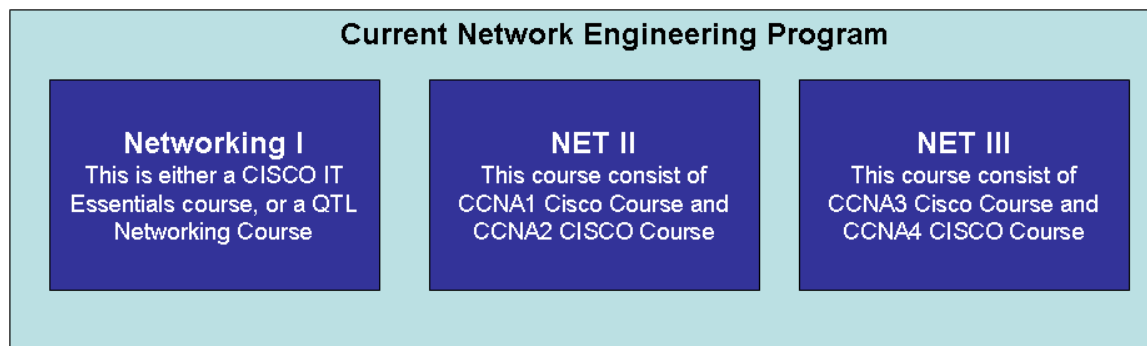 Current Network Engineering Program
Networking I
This is either a CISCO IT
Essentials course, or a QTL
Networking Course
NET II
This course consist of
CCNA1 Cisco Course and
CCNA2 CISCO Course
NET III
This course consist of
CCNA3 Cisco Course and
CCNA4 CISCO Course